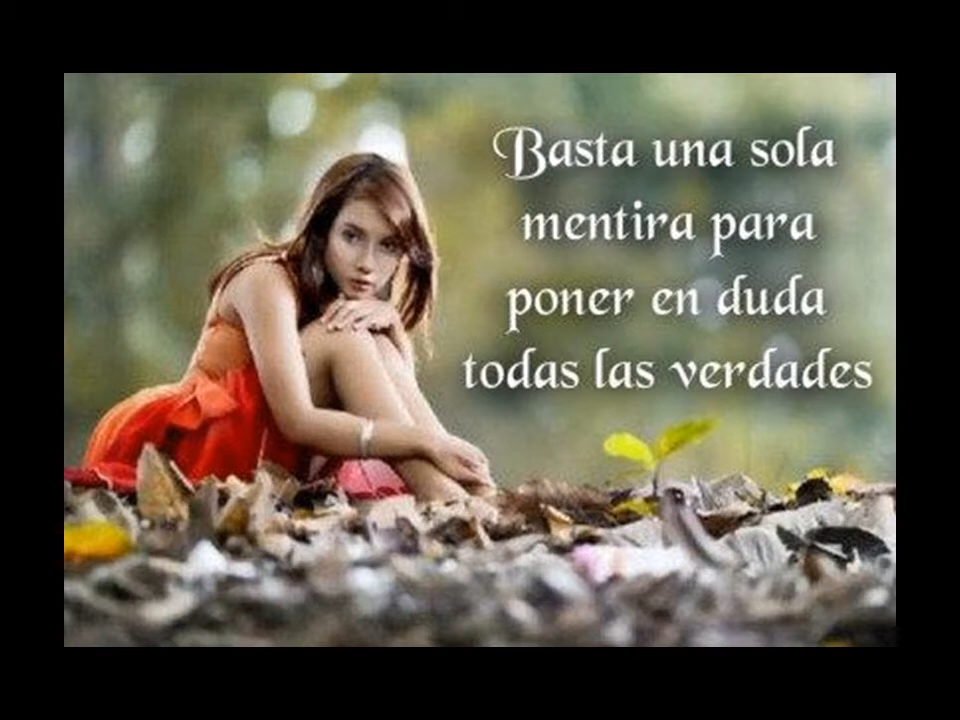 Basta una sola
mentira para
poner en duda
todas las verdades